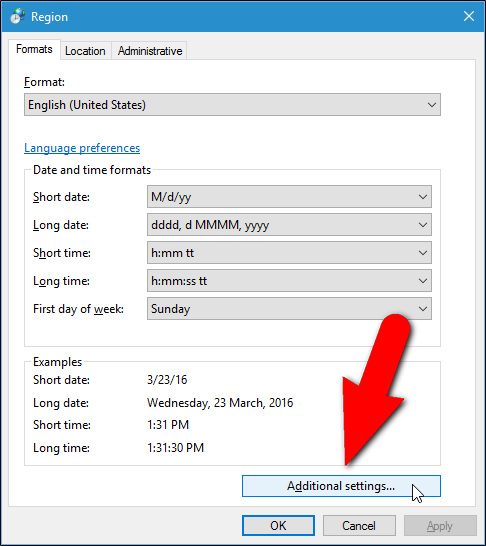 Region
Formats Location Administrative
Format:
English (United States)
Language preferences
Date and time formats
Short date: M/d/yy
Long date: dddd, d MMMM, yyyy
Short time: h:mm tt
Long time: h:mm:ss tt
First day of week: Sunday
Examples
Short date: 3/23/16
Long date: Wednesday, 23 March, 2016
Short time: 1:31 PM
Long time: 1:31:30 PM
Additional settings...
OK Cancel Apply